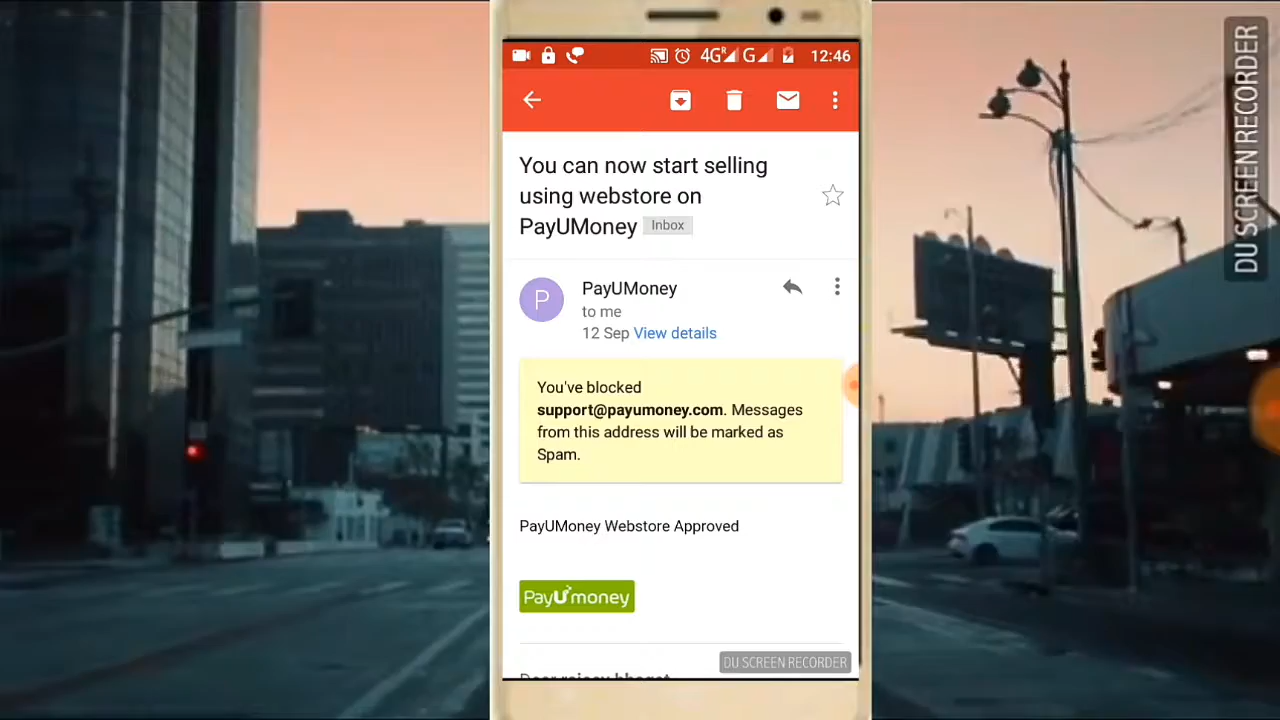 4G R G 12:46
You can now start selling
using webstore on
PayUMoney Inbox
P PayUMoney
to me
12 Sep View details
You've blocked
support@payumoney.com. Messages
from this address will be marked as
Spam.
PayUMoney Webstore Approved
PayUmoney
DU SCREEN RECORDER
DU SCREEN RECORDER